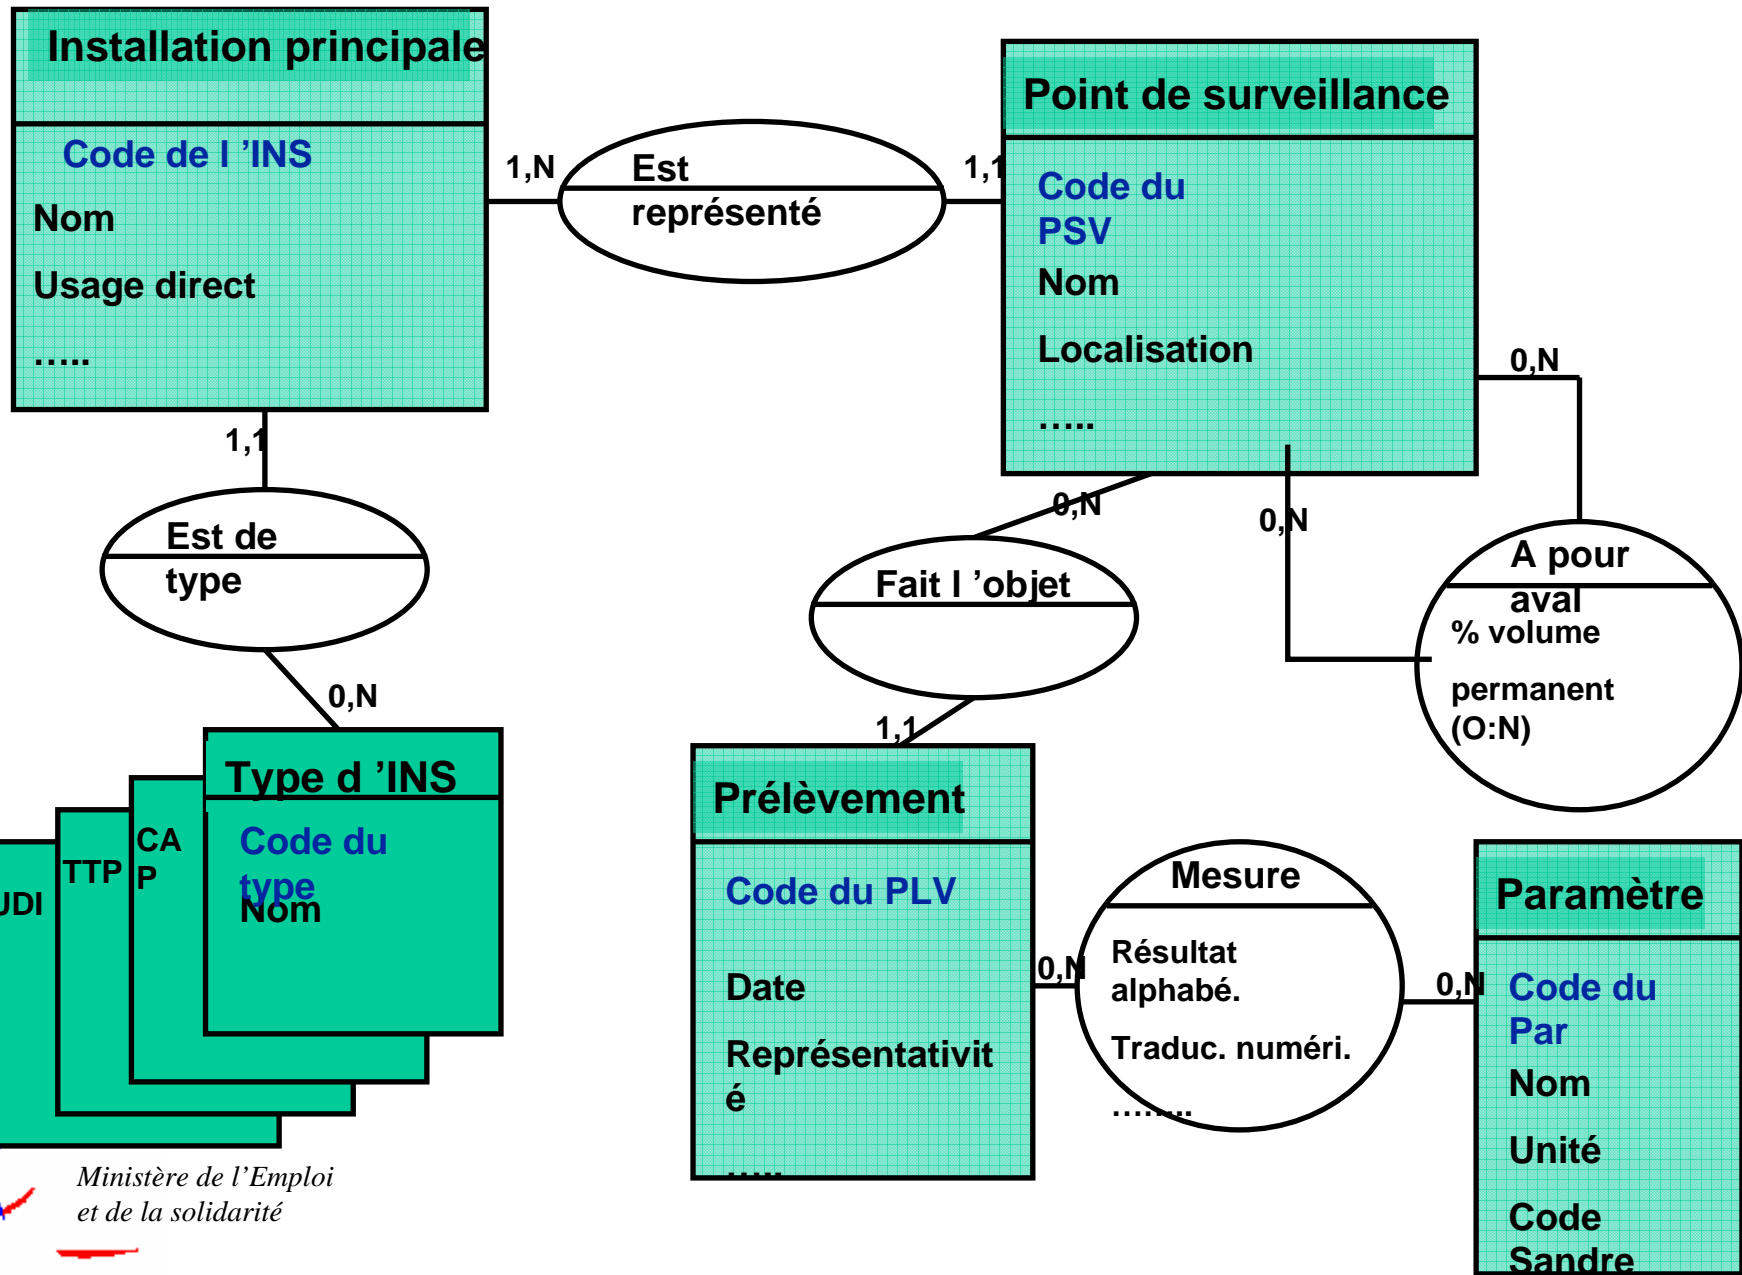 Installation principale
Code de l ’INS
Nom
Usage direct
…..
1,N
Est
représenté
1,1
Point de surveillance
Code du
PSV
Nom
Localisation
…..
0,N
1,1
Est de
type
0,N
0,N
0,N
A pour
aval
% volume
permanent
(O:N)
Fait l ’objet
1,1
Type d ’INS
Code du
type
Nom
CA
P
TTP
UDI
Prélèvement
Code du PLV
Date
Représentativit
é
…..
0,N
Mesure
Résultat
alphabé.
Traduc. numéri.
……..
0,N
Paramètre
Code du
Par
Nom
Unité
Code
Sandre
Ministère de l’Emploi
et de la solidarité